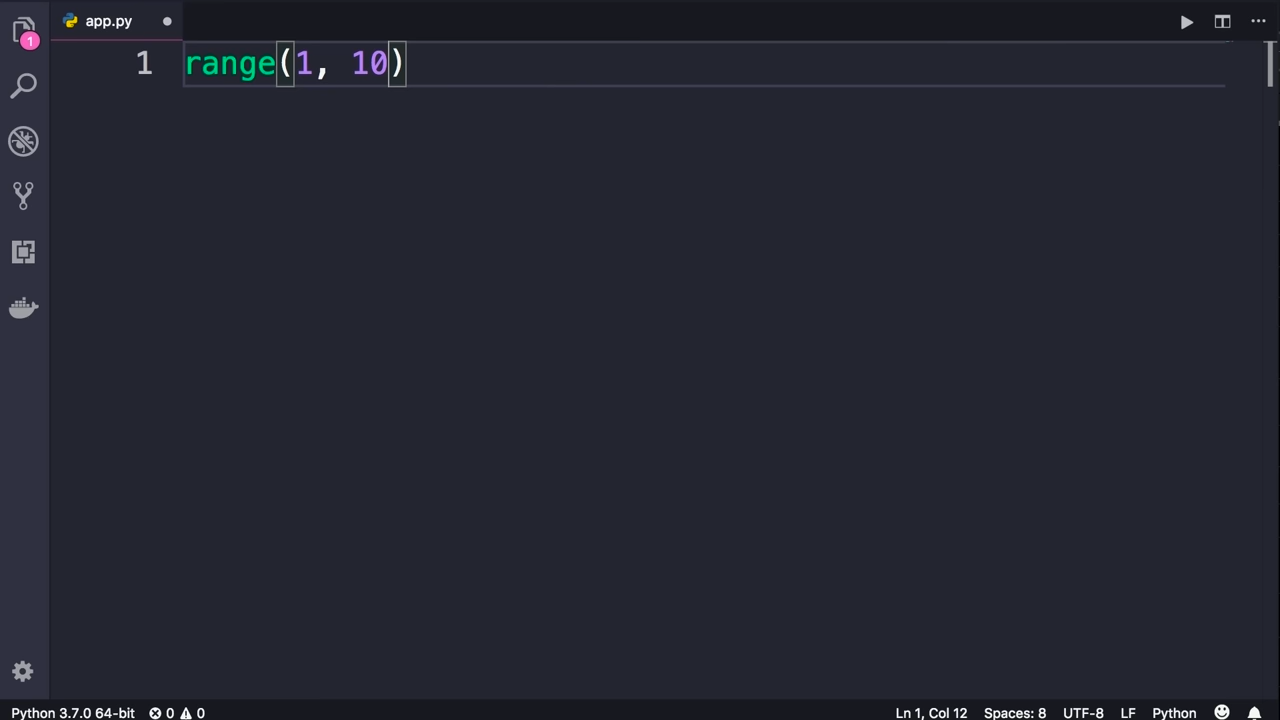 app.py
1
1 range(1, 10)
Python 3.7.0 64-bit 0 0 Ln 1, Col 12 Spaces: 8 UTF-8 LF Python